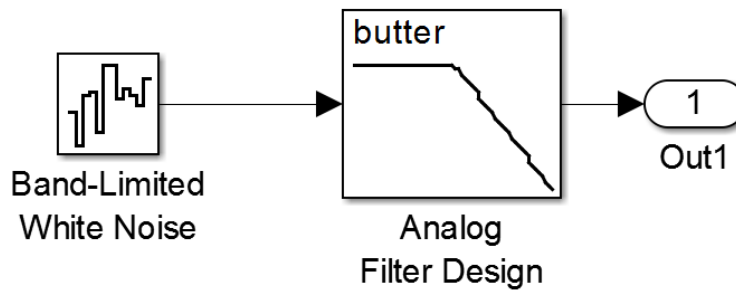 butter
1
Out1
Band-Limited
White Noise
Analog
Filter Design